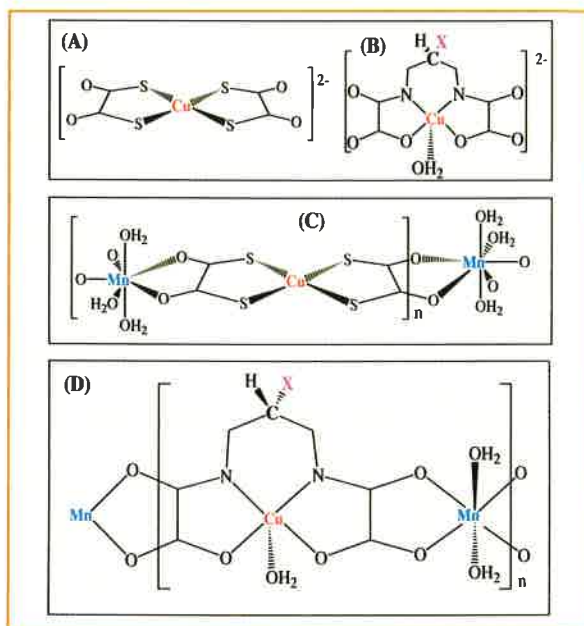 (A)
O S S O 2-
Cu
O S S O
(B) H X
C 2-
O N N O
Cu
O O O O
OH2
(C)
OH2 OH2
O O S S O OH2
O Mn Cu Mn O
H2O O S S O O
OH2 OH2
n
(D) H X
C
O N N O OH2 O
Mn Cu Mn
O O O O O
OH2 OH2
n